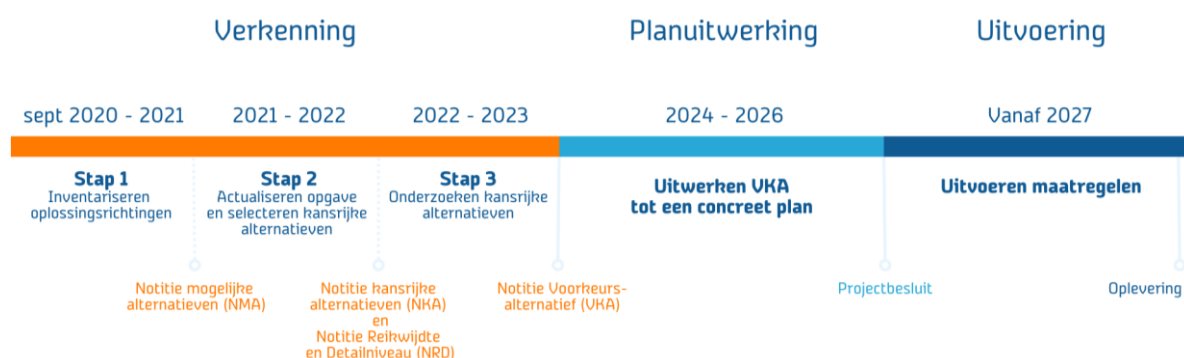 Verkenning
Planuitwerking
Uitvoering
sept 2020 - 2021
2021 - 2022
2022 - 2023
2024 - 2026
Vanaf 2027
Stap 1
Inventariseren
oplossingsrichtingen
Stap 2
Actualiseren opgave
en selecteren kansrijke
alternatieven
Stap 3
Onderzoeken kansrijke
alternatieven
Uitwerken VKA
tot een concreet plan
Uitvoeren maatregelen
Notitie mogelijke
alternatieven (NMA)
Notitie kansrijke
alternatieven (NKA)
en
Notitie Reikwijdte
en Detailniveau (NRD)
Notitie Voorkeurs-
alternatief (VKA)
Projectbesluit
Oplevering